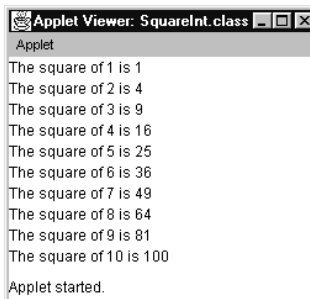 Applet Viewer: SquareInt.class
Applet
The square of 1 is 1
The square of 2 is 4
The square of 3 is 9
The square of 4 is 16
The square of 5 is 25
The square of 6 is 36
The square of 7 is 49
The square of 8 is 64
The square of 9 is 81
The square of 10 is 100
Applet started.